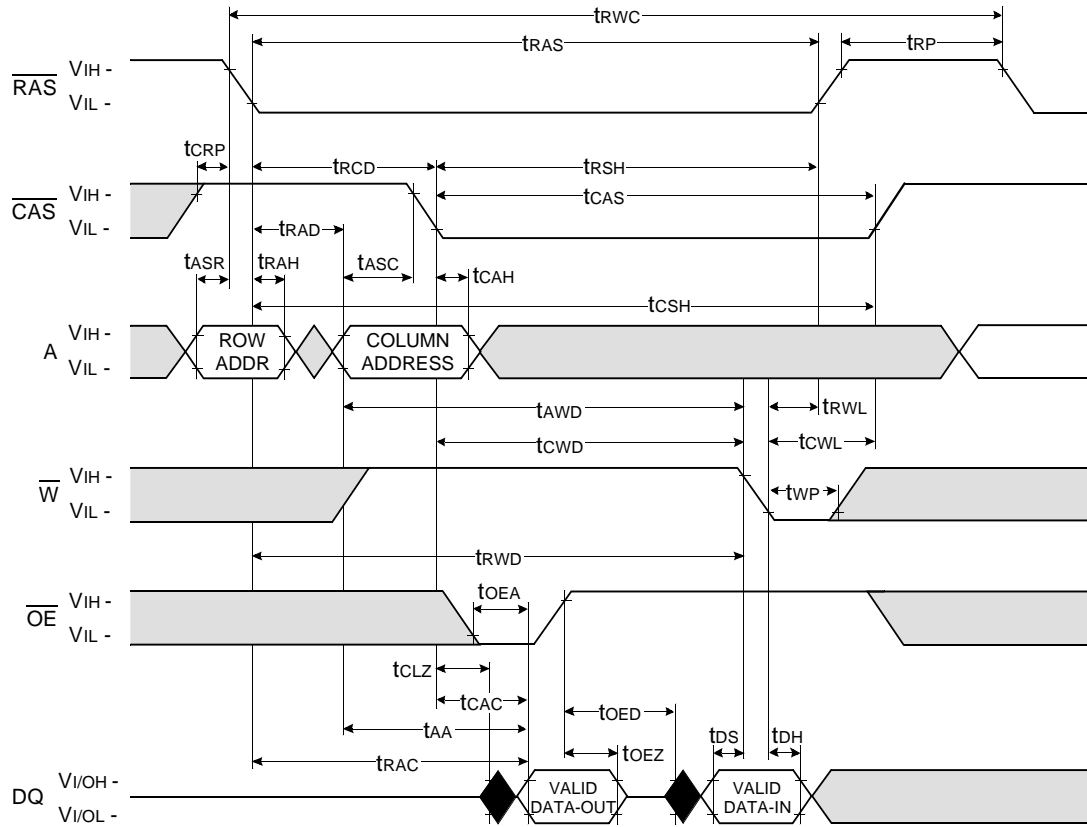 tRWC
tRAS
tRP
RAS
VIH -
VIL -
tCRP
tRCD
tRSH
CAS
VIH -
VIL -
tCAS
tRAD
tASR
tRAH
tASC
tCAH
tCSH
A
VIH -
VIL -
ROW
ADDR
COLUMN
ADDRESS
tAWD
tRWL
tCWD
tCWL
W
VIH -
VIL -
tWP
tRWD
OE
VIH -
VIL -
tOEA
tCLZ
tCAC
tOED
tAA
tOEZ
tDS
tDH
tRAC
DQ
VI/OH -
VI/OL -
VALID
DATA-OUT
VALID
DATA-IN